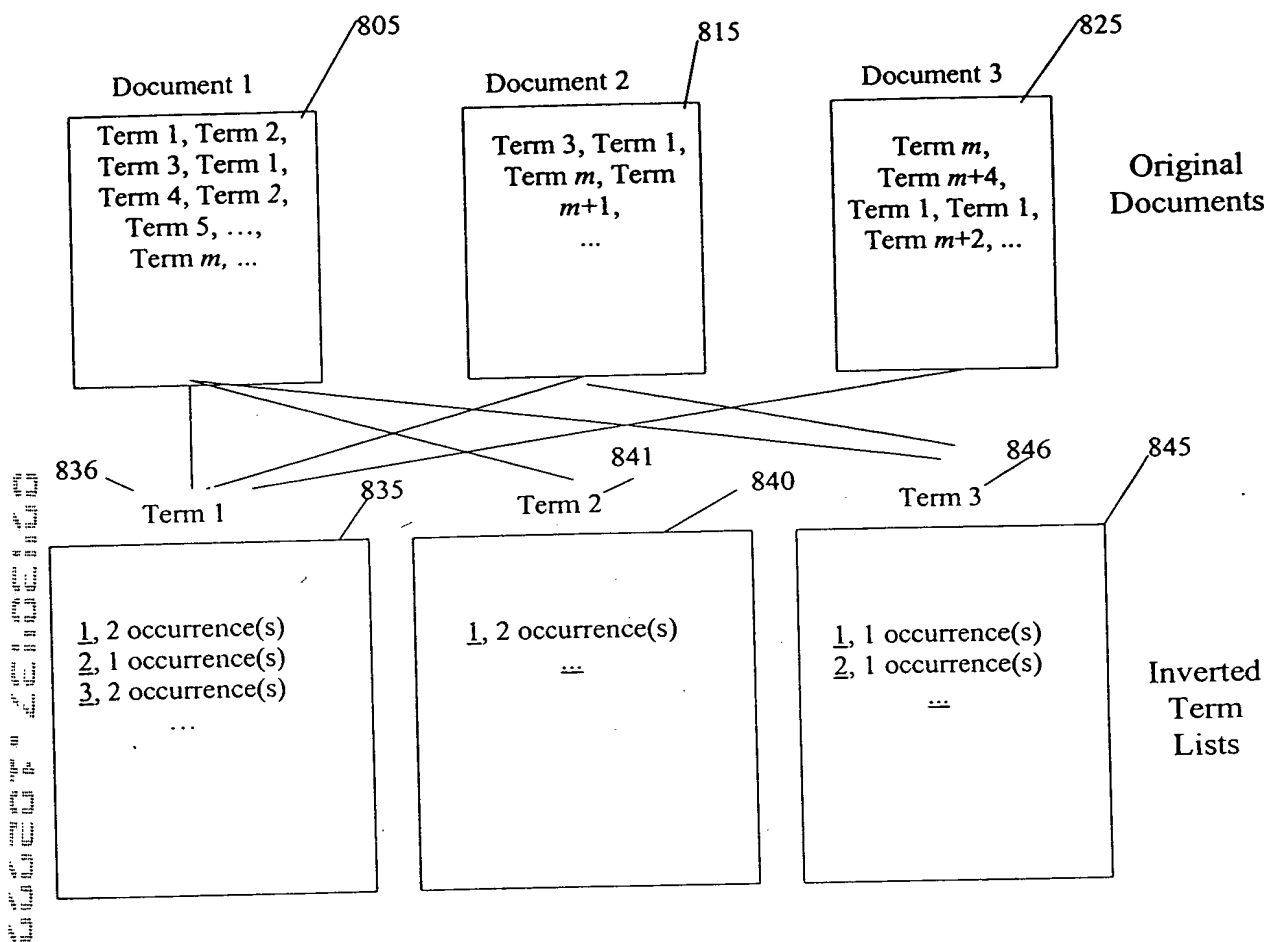 805
815
825
Document 1
Document 2
Document 3
Term 1, Term 2,
Term 3, Term 1,
Term 4, Term 2,
Term 5, ...,
Term m, ...
Term 3, Term 1,
Term m, Term
m+1,
...
Term m,
Term m+4,
Term 1, Term 1,
Term m+2, ...
Original
Documents
836
Term 1
835
841
Term 2
840
846
Term 3
845
1, 2 occurrence(s)
2, 1 occurrence(s)
3, 2 occurrence(s)
...
1, 2 occurrence(s)
...
1, 1 occurrence(s)
2, 1 occurrence(s)
...
Inverted
Term
Lists